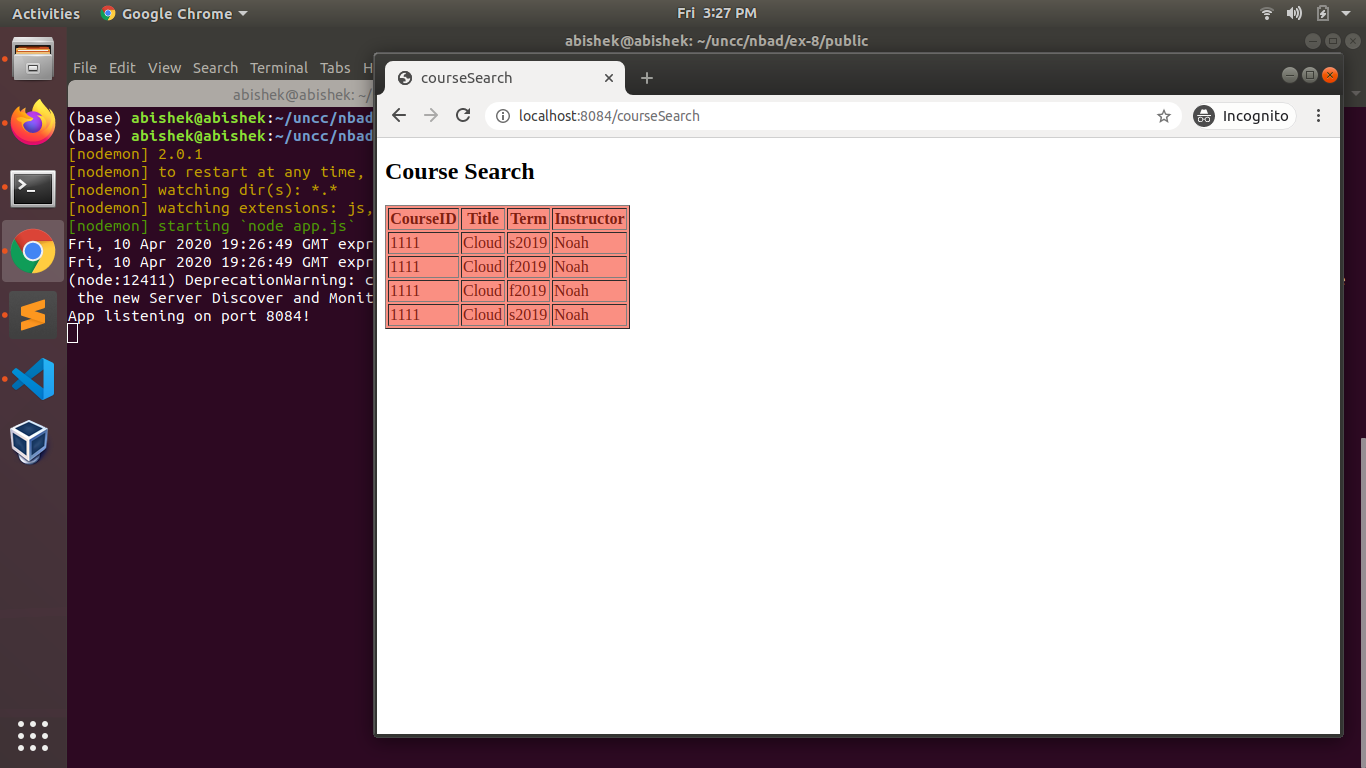 Activities Google Chrome Fri 3:27 PM
abishek@abishek: ~/uncc/nbad/ex-8/public
File Edit View Search Terminal Tabs H
abishek@abishek: ~/
courseSearch
localhost:8084/courseSearch Incognito
(base) abishek@abishek:~/uncc/nbad
(base) abishek@abishek:~/uncc/nbad
[nodemon] 2.0.1
[nodemon] to restart at any time,
[nodemon] watching dir(s): *.*
[nodemon] watching extensions: js,
[nodemon] starting `node app.js`
Fri, 10 Apr 2020 19:26:49 GMT expr
Fri, 10 Apr 2020 19:26:49 GMT expr
(node:12411) DeprecationWarning: c
the new Server Discover and Monit
App listening on port 8084!
Course Search
CourseID Title Term Instructor
1111 Cloud s2019 Noah
1111 Cloud f2019 Noah
1111 Cloud f2019 Noah
1111 Cloud s2019 Noah